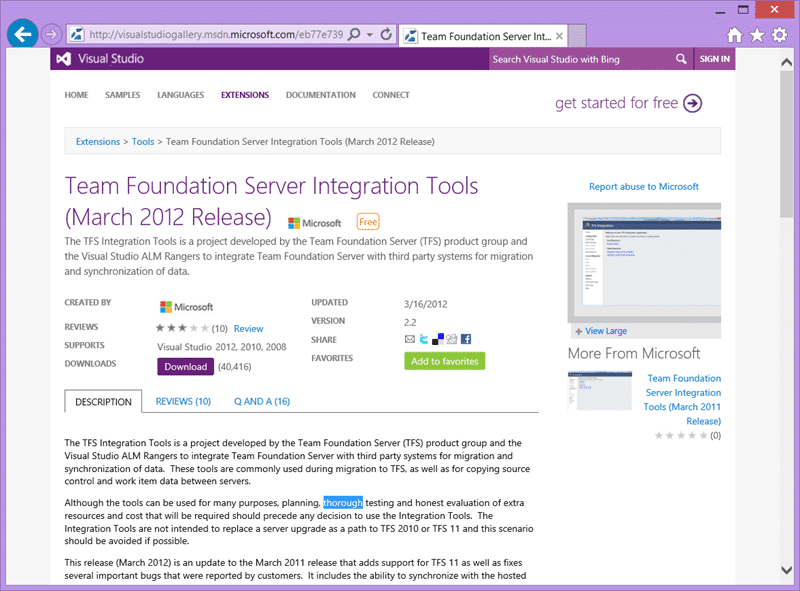 http://visualstudiogallery.msdn.microsoft.com/eb77e739
Team Foundation Server Int...
Visual Studio
Search Visual Studio with Bing
SIGN IN
HOME SAMPLES LANGUAGES EXTENSIONS DOCUMENTATION CONNECT
get started for free
Extensions > Tools > Team Foundation Server Integration Tools (March 2012 Release)
Team Foundation Server Integration Tools
(March 2012 Release) Microsoft Free
The TFS Integration Tools is a project developed by the Team Foundation Server (TFS) product group and
the Visual Studio ALM Rangers to integrate Team Foundation Server with third party systems for migration
and synchronization of data.
CREATED BY Microsoft
REVIEWS (10) Review
SUPPORTS Visual Studio 2012, 2010, 2008
DOWNLOADS Download (40,416)
UPDATED 3/16/2012
VERSION 2.2
SHARE
FAVORITES Add to favorites
DESCRIPTION REVIEWS (10) Q AND A (16)
The TFS Integration Tools is a project developed by the Team Foundation Server (TFS) product group and the
Visual Studio ALM Rangers to integrate Team Foundation Server with third party systems for migration and
synchronization of data. These tools are commonly used during migration to TFS, as well as for copying source
control and work item data between servers.
Although the tools can be used for many purposes, planning, thorough testing and honest evaluation of extra
resources and cost that will be required should precede any decision to use the Integration Tools. The
Integration Tools are not intended to replace a server upgrade as a path to TFS 2010 or TFS 11 and this scenario
should be avoided if possible.
This release (March 2012) is an update to the March 2011 release that adds support for TFS 11 as well as fixes
several important bugs that were reported by customers. It includes the ability to synchronize with the hosted
Report abuse to Microsoft
+ View Large
More From Microsoft
Team Foundation
Server Integration
Tools (March 2011
Release)
(0)